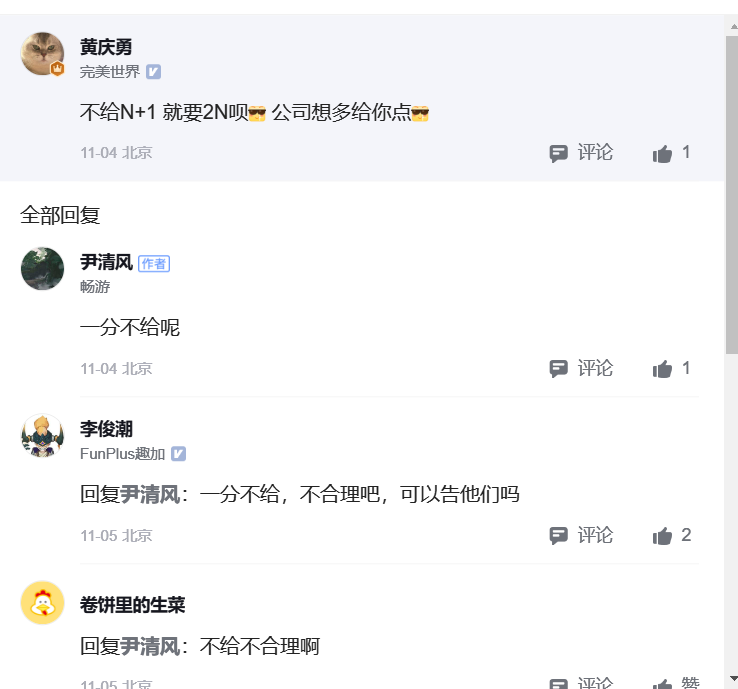 黄庆勇
完美世界
不给N+1 就要2N呗😎 公司想多给你点😎
11-04 北京
评论
1
全部回复
尹清风 作者
畅游
一分不给呢
11-04 北京
评论
1
李俊潮
FunPlus趣加
回复尹清风：一分不给，不合理吧，可以告他们吗
11-05 北京
评论
2
卷饼里的生菜
回复尹清风：不给不合理啊
11-05 北京
评论
赞